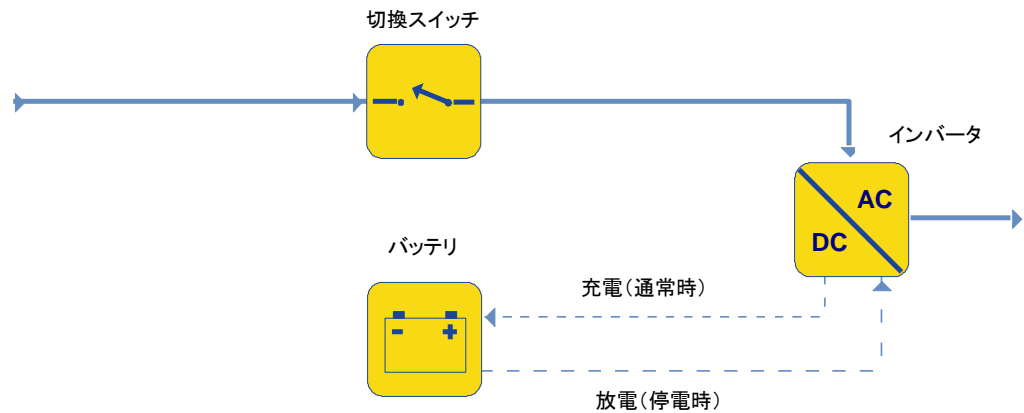 切換スイッチ
インバータ
AC
DC
バッテリ
充電(通常時)
放電(停電時)